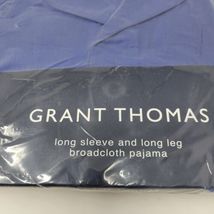 GRANT THOMAS
long sleeve and long leg
broadcloth pajama